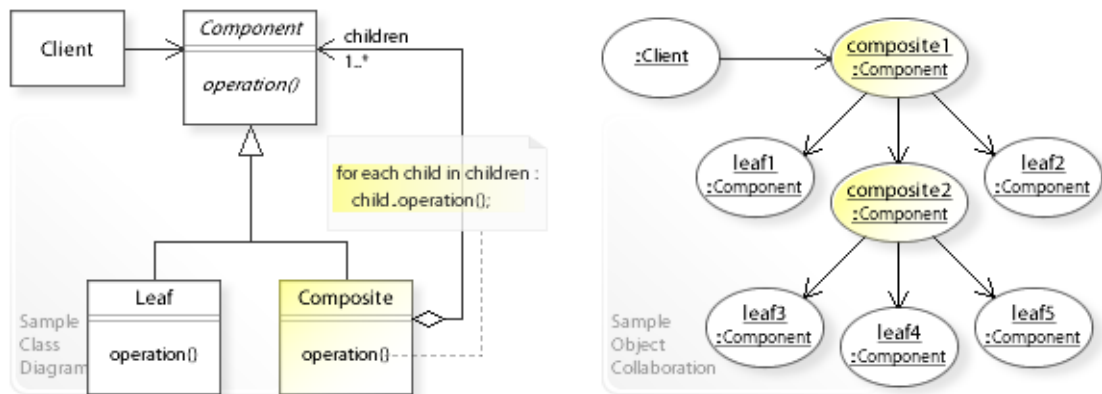 Client
Component
operation()
children
1..*
for each child in children :
child.operation();
Leaf
operation()
Composite
operation()
Sample
Class
Diagram
:Client
composite1
:Component
leaf1
:Component
composite2
:Component
leaf2
:Component
leaf3
:Component
leaf4
:Component
leaf5
:Component
Sample
Object
Collaboration